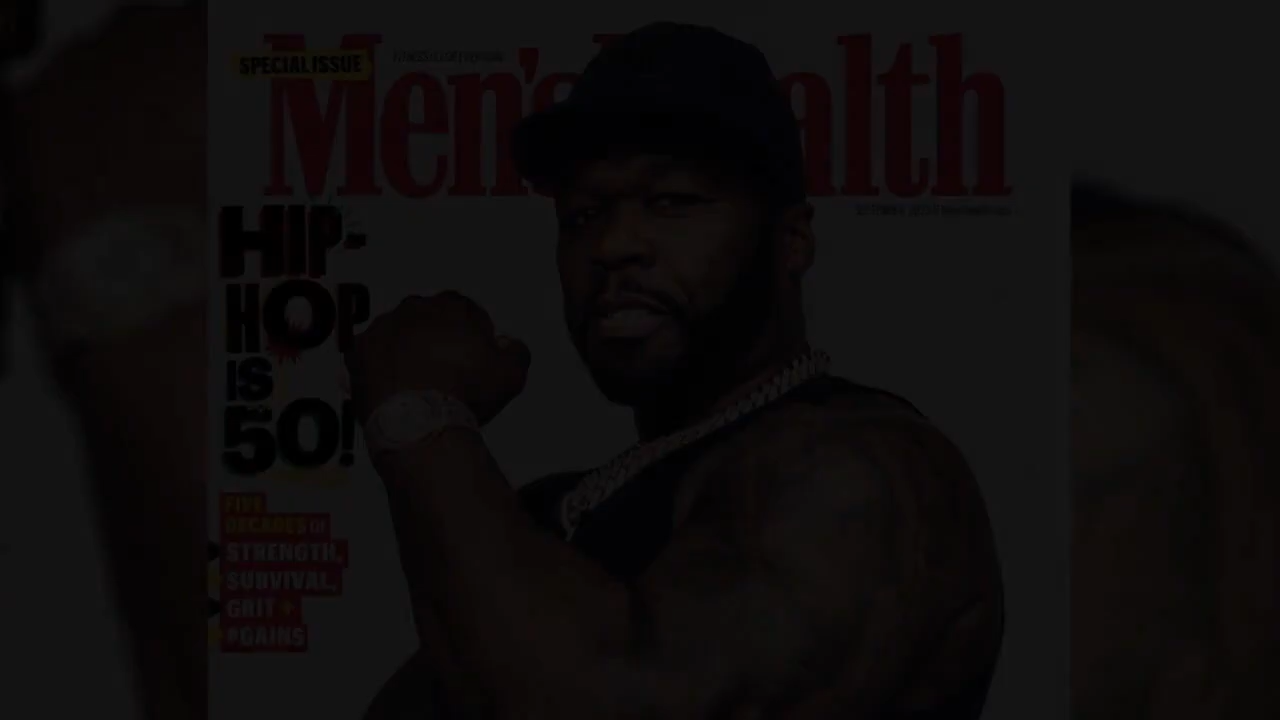 SPECIAL ISSUE
Men's Health
HIP-
HOP
IS
50!
FIVE
DECADES OF
STRENGTH,
SURVIVAL,
GRIT +
#GAINS